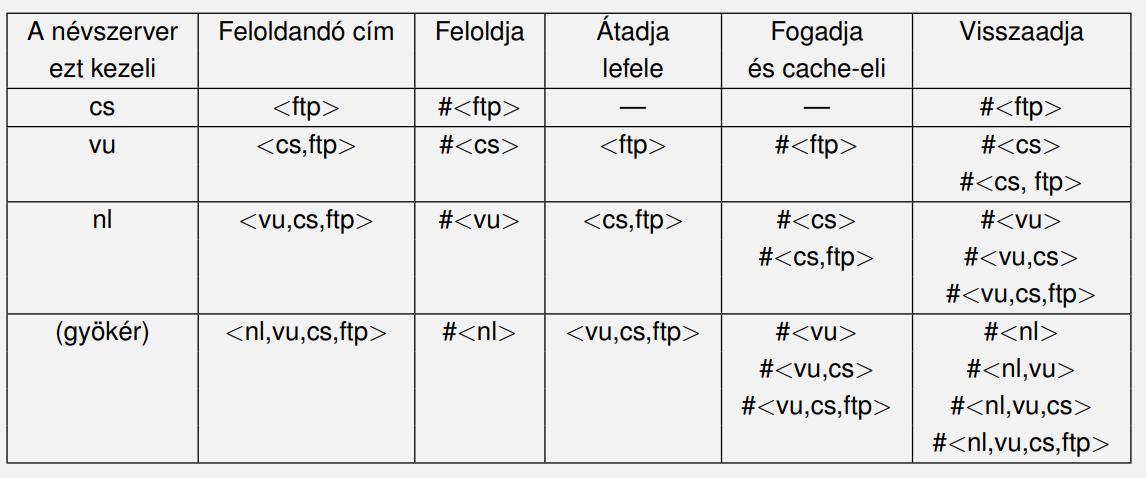 A névszerver Feloldandó cím Feloldja Átadja Fogadja Visszaadja
ezt kezeli lefele és cache-eli
cs <ftp> #<ftp> — — #<ftp>
vu <cs,ftp> #<cs> <ftp> #<ftp> #<cs>
#<cs, ftp>
nl <vu,cs,ftp> #<vu> <cs,ftp> #<cs> #<vu>
#<cs,ftp> #<vu,cs>
#<vu,cs,ftp>
(gyökér) <nl,vu,cs,ftp> #<nl> <vu,cs,ftp> #<vu> #<nl>
#<vu,cs> #<nl,vu>
#<vu,cs,ftp> #<nl,vu,cs>
#<nl,vu,cs,ftp>